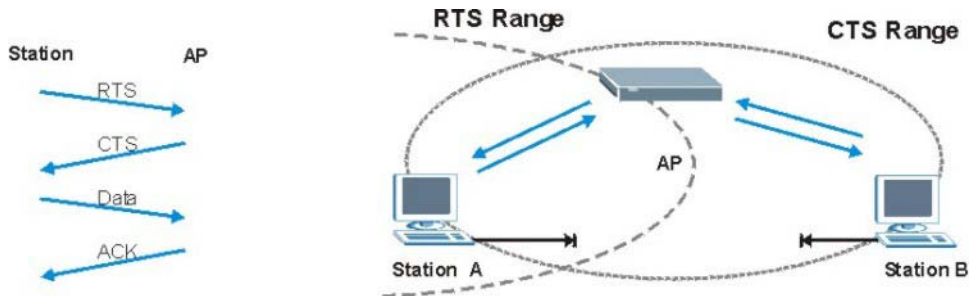 Station AP
RTS
CTS
Data
ACK
RTS Range
CTS Range
AP
Station A
Station B